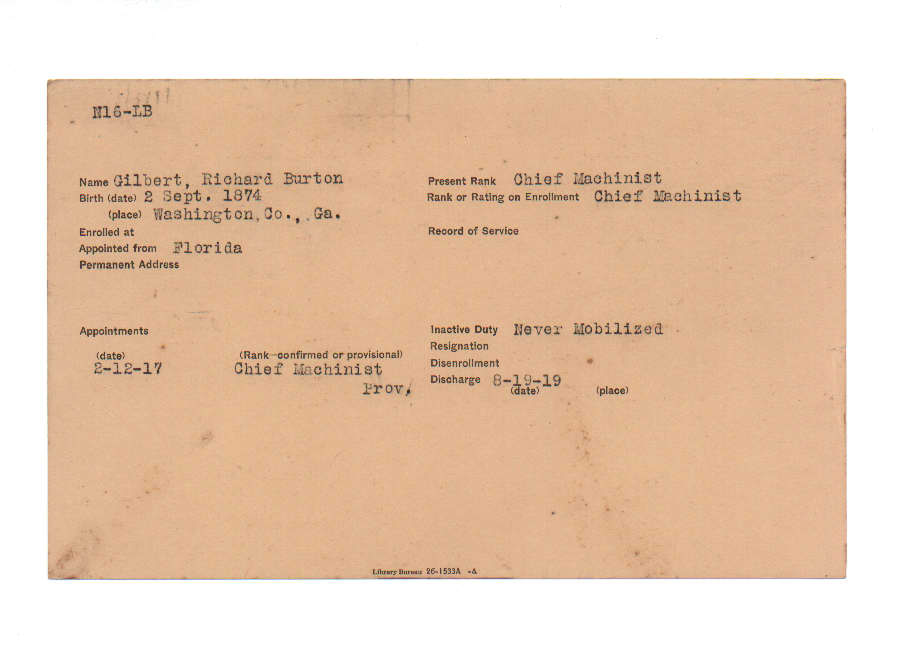 N16-LB
Name Gilbert, Richard Burton
Birth (date) 2 Sept. 1874
(place) Washington Co., Ga.
Enrolled at
Appointed from Florida
Permanent Address
Present Rank Chief Machinist
Rank or Rating on Enrollment Chief Machinist
Record of Service
Appointments
(date) (Rank—confirmed or provisional)
2-12-17 Chief Machinist
Prov.
Inactive Duty Never Mobilized
Resignation
Disenrollment
Discharge 8-19-19
(date) (place)
Library Bureau 26-1533A -A